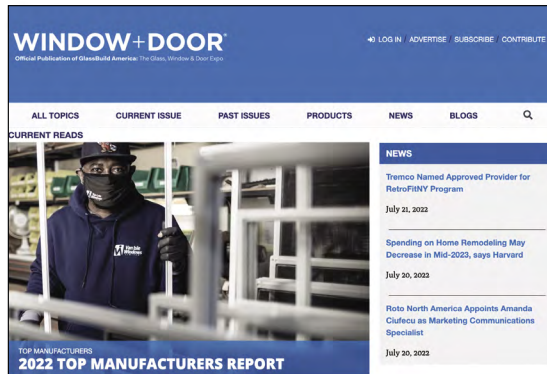 WINDOW+DOOR®
Official Publication of GlassBuild America: The Glass, Window & Door Expo
LOG IN / ADVERTISE / SUBSCRIBE / CONTRIBUTE
ALL TOPICS CURRENT ISSUE PAST ISSUES PRODUCTS NEWS BLOGS
CURRENT READS
Windows
TOP MANUFACTURERS
2022 TOP MANUFACTURERS REPORT
NEWS
Tremco Named Approved Provider for
RetroFitNY Program
July 21, 2022
Spending on Home Remodeling May
Decrease in Mid-2023, says Harvard
July 20, 2022
Roto North America Appoints Amanda
Ciufecu as Marketing Communications
Specialist
July 20, 2022